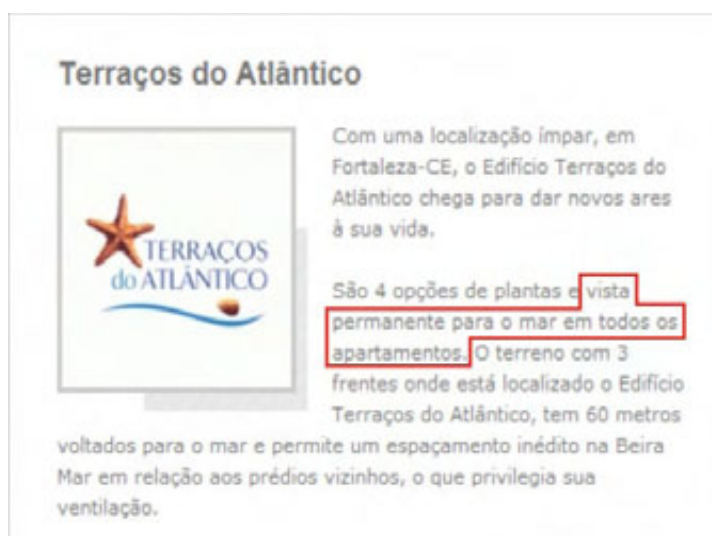 Terraços do Atlântico
TERRAÇOS
do ATLÂNTICO
Com uma localização ímpar, em
Fortaleza-CE, o Edifício Terraços do
Atlântico chega para dar novos ares
à sua vida.
São 4 opções de plantas e vista
permanente para o mar em todos os
apartamentos. O terreno com 3
frentes onde está localizado o Edifício
Terraços do Atlântico, tem 60 metros
voltados para o mar e permite um espaçamento inédito na Beira
Mar em relação aos prédios vizinhos, o que privilegia sua
ventilação.